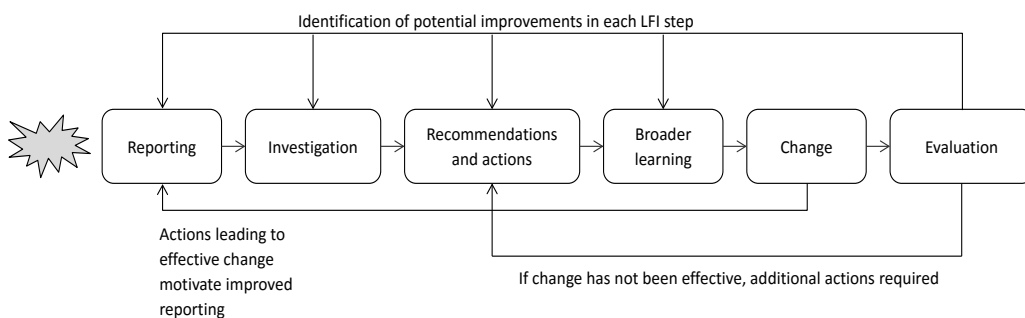 Identification of potential improvements in each LFI step
Reporting
Investigation
Recommendations
and actions
Broader
learning
Change
Evaluation
Actions leading to
effective change
motivate improved
reporting
If change has not been effective, additional actions required